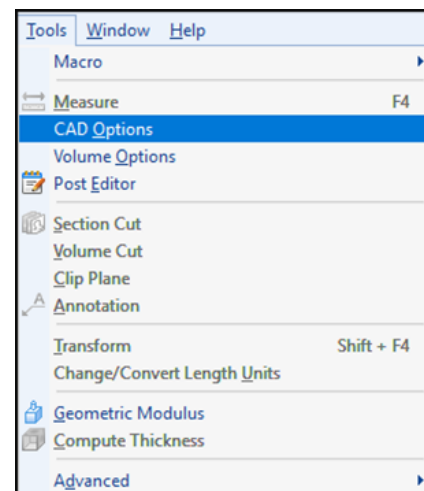 Tools Window Help
Macro
Measure F4
CAD Options
Volume Options
Post Editor
Section Cut
Volume Cut
Clip Plane
Annotation
Transform Shift + F4
Change/Convert Length Units
Geometric Modulus
Compute Thickness
Advanced